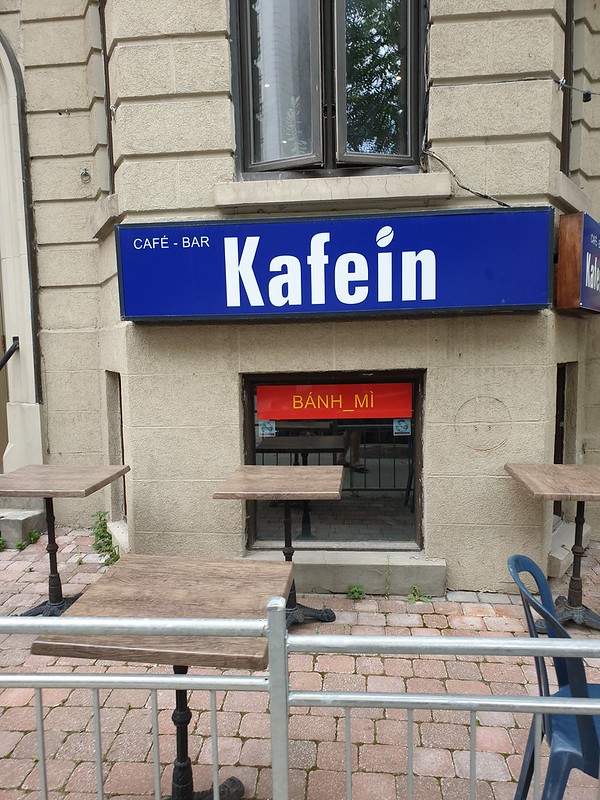 CAFÉ - BAR
Kafein
BÁNH_MÌ